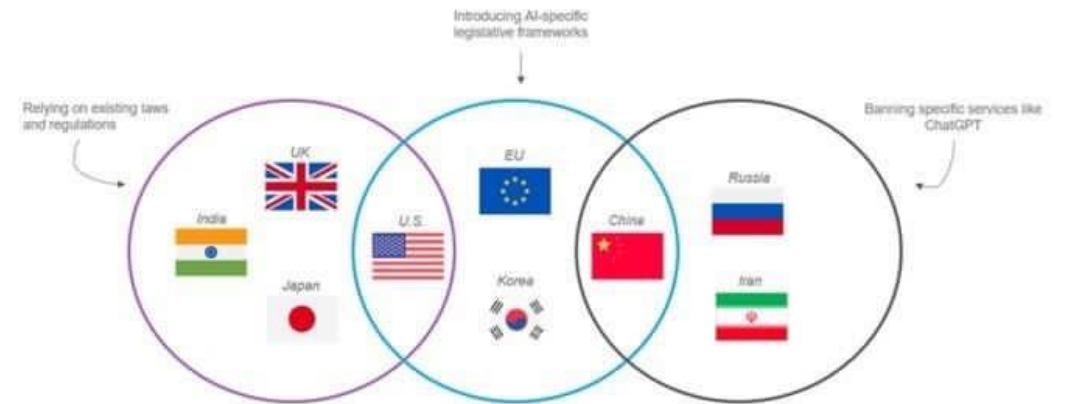 Introducing AI-specific
legislative frameworks
Relying on existing laws
and regulations
Banning specific services like
ChatGPT
UK
EU
Russia
India
U.S.
China
Japan
Korea
Iran